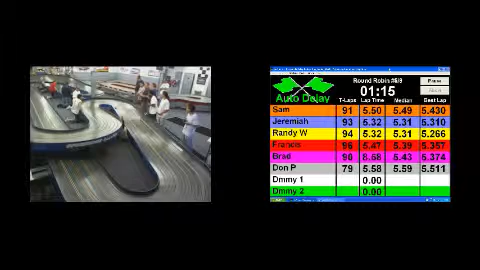 Round Robin #6/8
01:15
Auto Delay
T-Laps Lap Time Median Best Lap
Sam 91 5.50 5.49 5.430
Jeremiah 93 5.32 5.31 5.310
Randy W 94 5.32 5.31 5.266
Francis 96 5.47 5.39 5.357
Brad 90 8.58 5.43 5.374
Don P 79 5.58 5.59 5.511
Dmmy 1 0.00
Dmmy 2 0.00